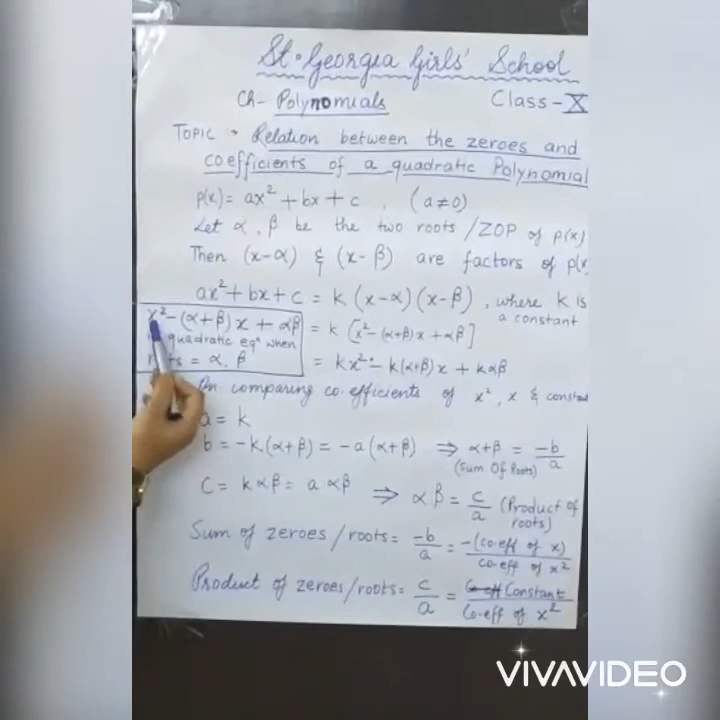 St. Georgia Girls' School
Ch- Polynomials Class-X
TOPIC - Relation between the zeroes and
coefficients of a quadratic Polynomial
p(x) = ax² + bx + c , (a ≠ 0)
Let α, β be the two roots / ZOP of p(x)
Then (x-α) & (x-β) are factors of p(x
ax² + bx + c = k (x-α)(x-β), where k is
a constant
x² - (α+β)x + αβ = k [x² - (α+β)x + αβ]
quadratic eqⁿ when
= α, β = kx² - k(α+β)x + kαβ
On comparing co-efficients of x², x & constan
a = k
b = -k(α+β) = -a(α+β) ⇒ α+β = -b/a
(Sum Of Roots)
C = kαβ = a·αβ ⇒ αβ = c/a (Product of
roots)
Sum of zeroes/roots = -b/a = -(co-eff of x)/co-eff of x²
Product of zeroes/roots = c/a = Constant/Co-eff of x²
VIVAVIDEO